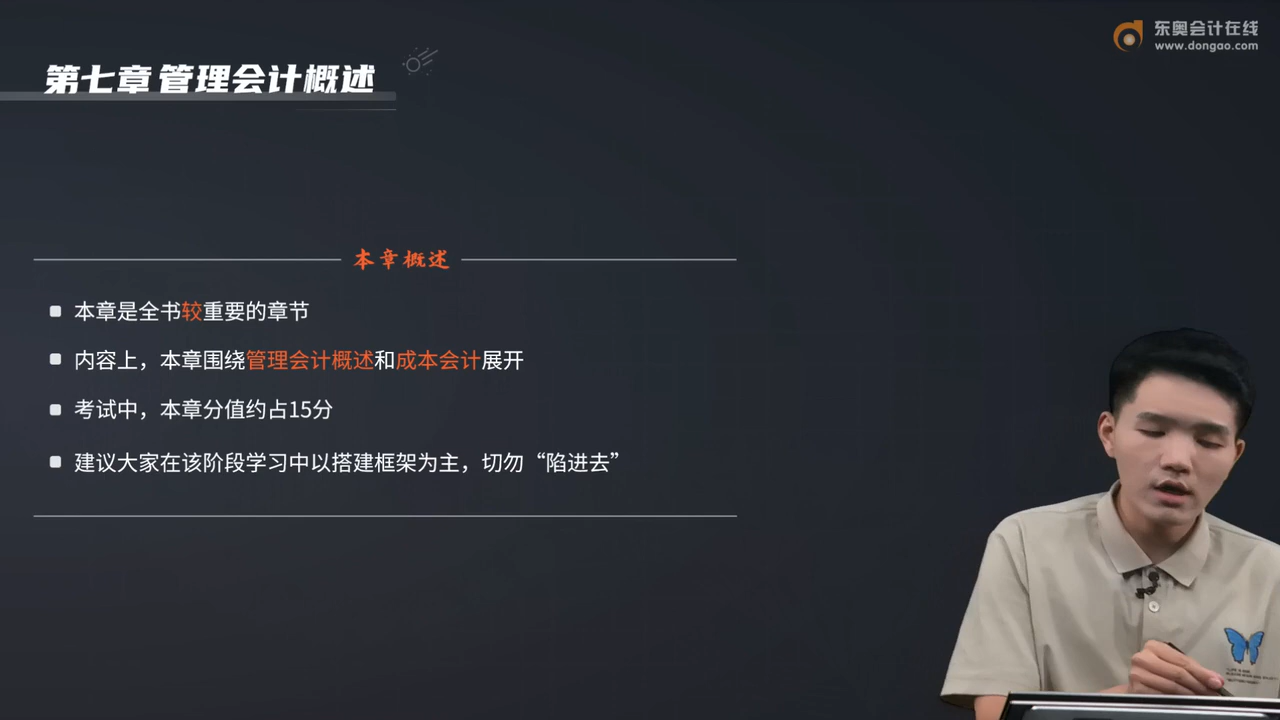 东奥会计在线
www.dongao.com
第七章 管理会计概述
本章概述
本章是全书较重要的章节
内容上，本章围绕管理会计概述和成本会计展开
考试中，本章分值约占15分
建议大家在该阶段学习中以搭建框架为主，切勿“陷进去”